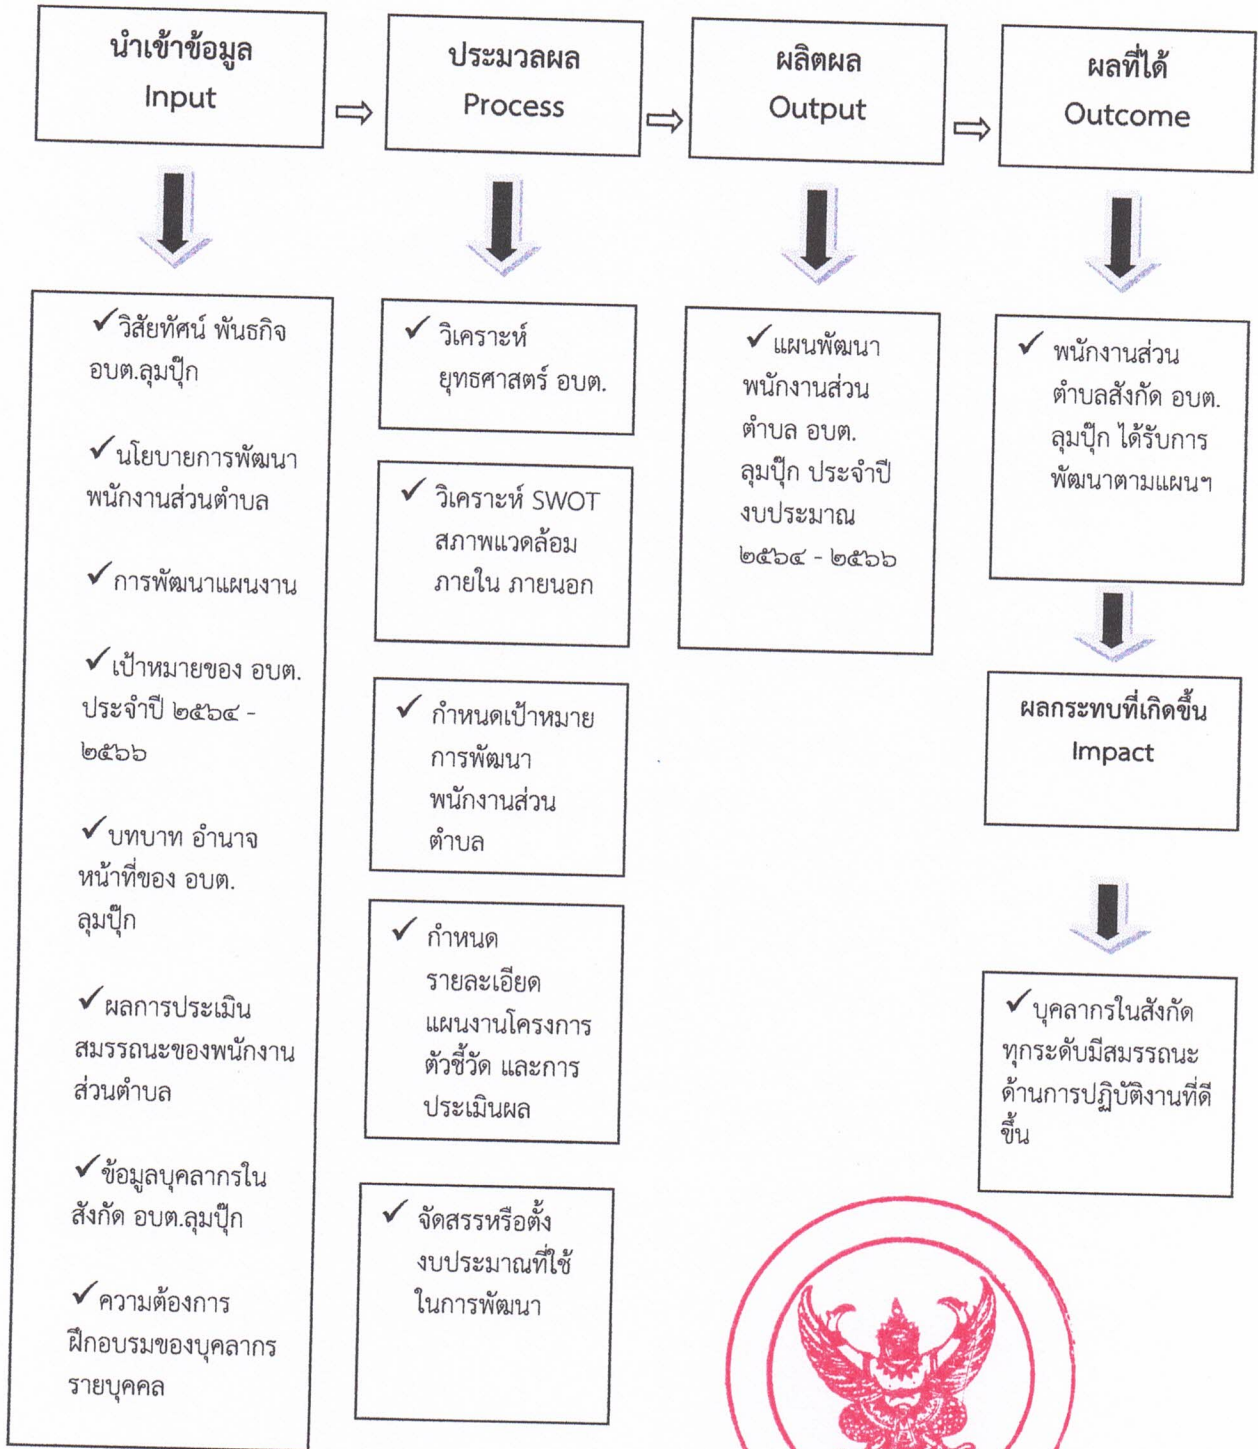 นำเข้าข้อมูล
Input
ประมวลผล
Process
ผลิตผล
Output
ผลที่ได้
Outcome
✓วิสัยทัศน์ พันธกิจ
อบต.ลุมปุ๊ก
✓นโยบายการพัฒนา
พนักงานส่วนตำบล
✓การพัฒนาแผนงาน
✓เป้าหมายของ อบต.
ประจำปี ๒๕๖๔ -
๒๕๖๖
✓บทบาท อำนาจ
หน้าที่ของ อบต.
ลุมปุ๊ก
✓ผลการประเมิน
สมรรถนะของพนักงาน
ส่วนตำบล
✓ข้อมูลบุคลากรใน
สังกัด อบต.ลุมปุ๊ก
✓ความต้องการ
ฝึกอบรมของบุคลากร
รายบุคคล
✓ วิเคราะห์
ยุทธศาสตร์ อบต.
✓ วิเคราะห์ SWOT
สภาพแวดล้อม
ภายใน ภายนอก
✓ กำหนดเป้าหมาย
การพัฒนา
พนักงานส่วน
ตำบล
✓ กำหนด
รายละเอียด
แผนงานโครงการ
ตัวชี้วัด และการ
ประเมินผล
✓ จัดสรรหรือตั้ง
งบประมาณที่ใช้
ในการพัฒนา
✓แผนพัฒนา
พนักงานส่วน
ตำบล อบต.
ลุมปุ๊ก ประจำปี
งบประมาณ
๒๕๖๔ - ๒๕๖๖
✓ พนักงานส่วน
ตำบลสังกัด อบต.
ลุมปุ๊ก ได้รับการ
พัฒนาตามแผนฯ
ผลกระทบที่เกิดขึ้น
Impact
✓บุคลากรในสังกัด
ทุกระดับมีสมรรถนะ
ด้านการปฏิบัติงานที่ดี
ขึ้น